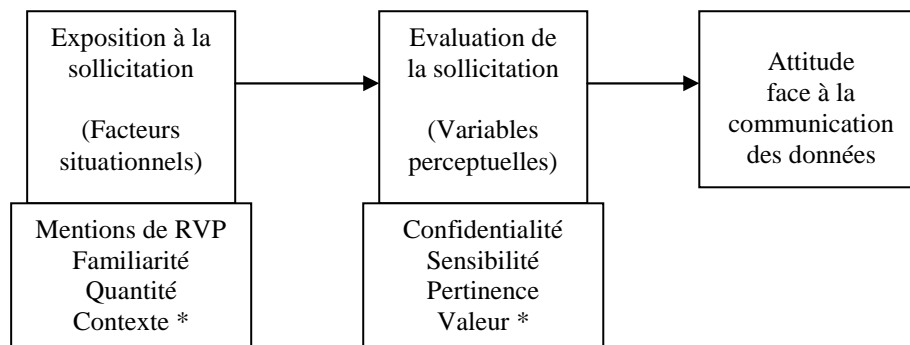 Exposition à la
sollicitation
(Facteurs
situationnels)
Mentions de RVP
Familiarité
Quantité
Contexte *
Evaluation de
la sollicitation
(Variables
perceptuelles)
Confidentialité
Sensibilité
Pertinence
Valeur *
Attitude
face à la
communication
des données